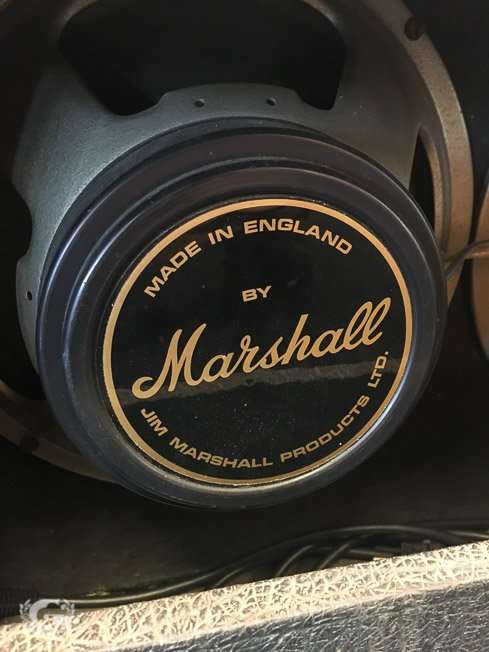 MADE IN ENGLAND
BY
Marshall
JIM MARSHALL PRODUCTS LTD.